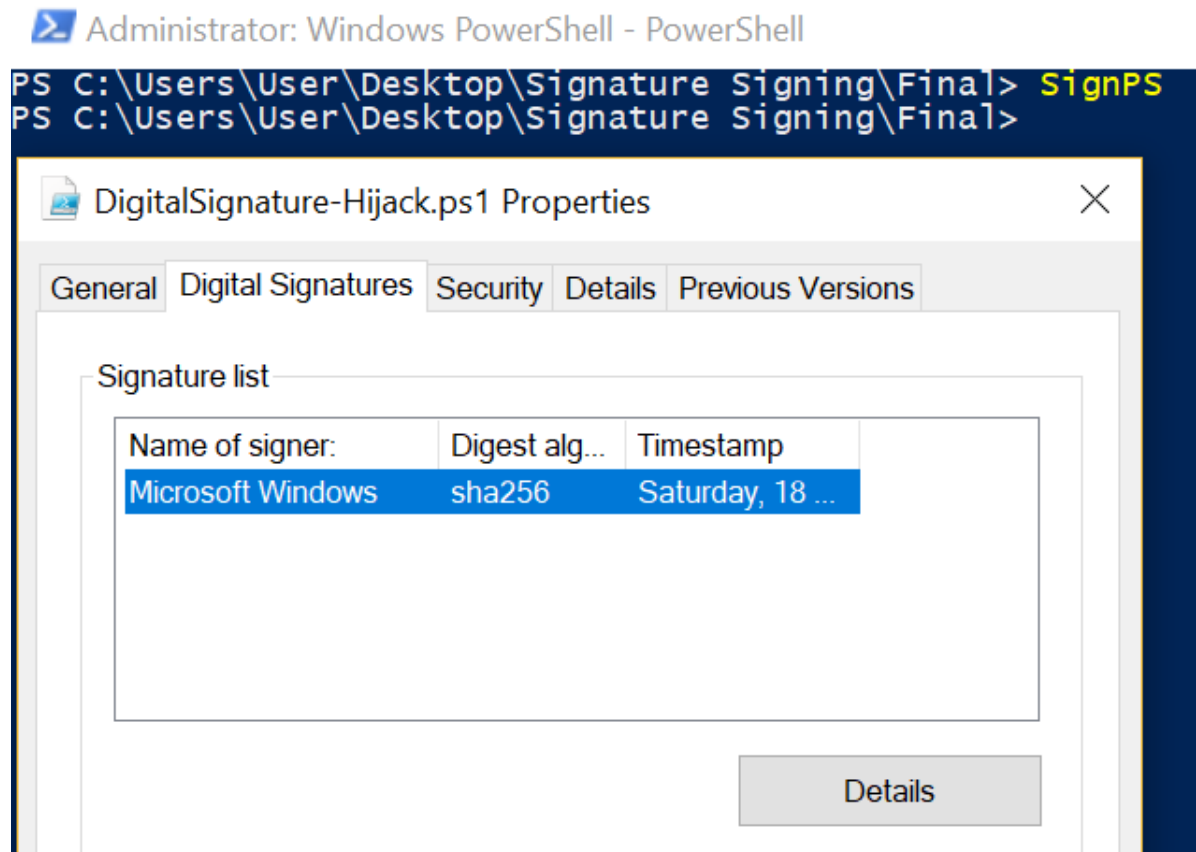 Administrator: Windows PowerShell - PowerShell
PS C:\Users\User\Desktop\Signature Signing\Final> SignPS
PS C:\Users\User\Desktop\Signature Signing\Final>
DigitalSignature-Hijack.ps1 Properties
General Digital Signatures Security Details Previous Versions
Signature list
Name of signer: Digest alg... Timestamp
Microsoft Windows sha256 Saturday, 18 ...
Details